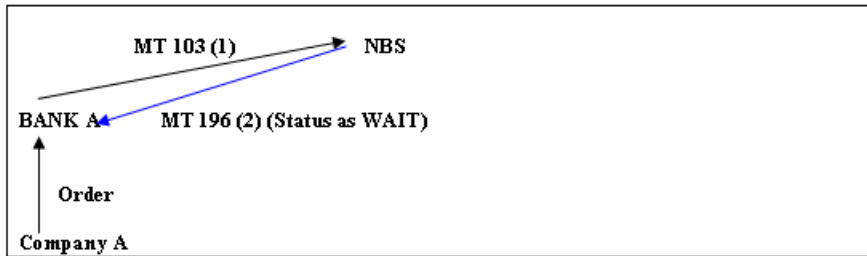 MT 103 (1) NBS
BANK A MT 196 (2) (Status as WAIT)
Order
Company A